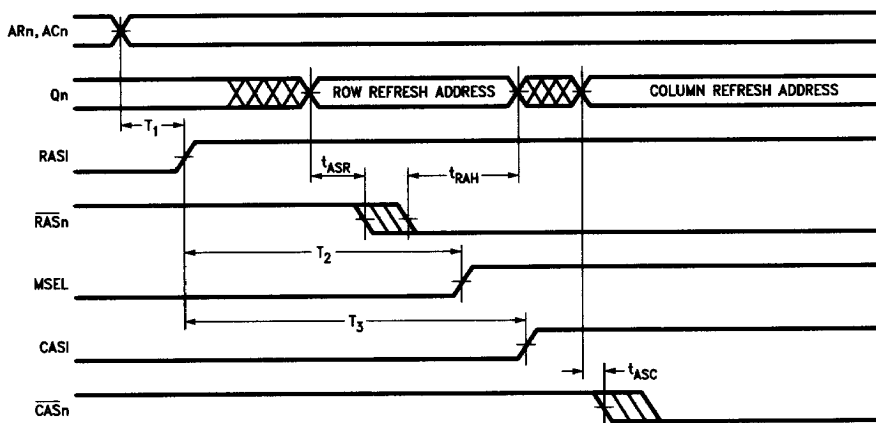 ARn, ACn
Qn
ROW REFRESH ADDRESS
COLUMN REFRESH ADDRESS
T1
RASI
tASR
tRAH
RASn
T2
MSEL
T3
CASI
tASC
CASn